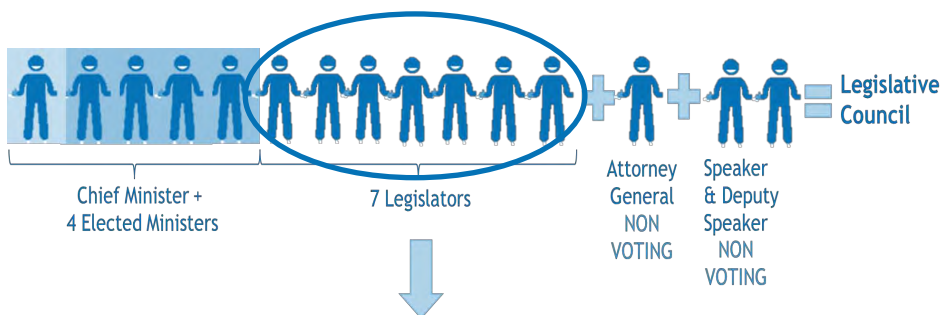 Chief Minister +
4 Elected Ministers
7 Legislators
Attorney
General
NON
VOTING
Speaker
& Deputy
Speaker
NON
VOTING
Legislative
Council